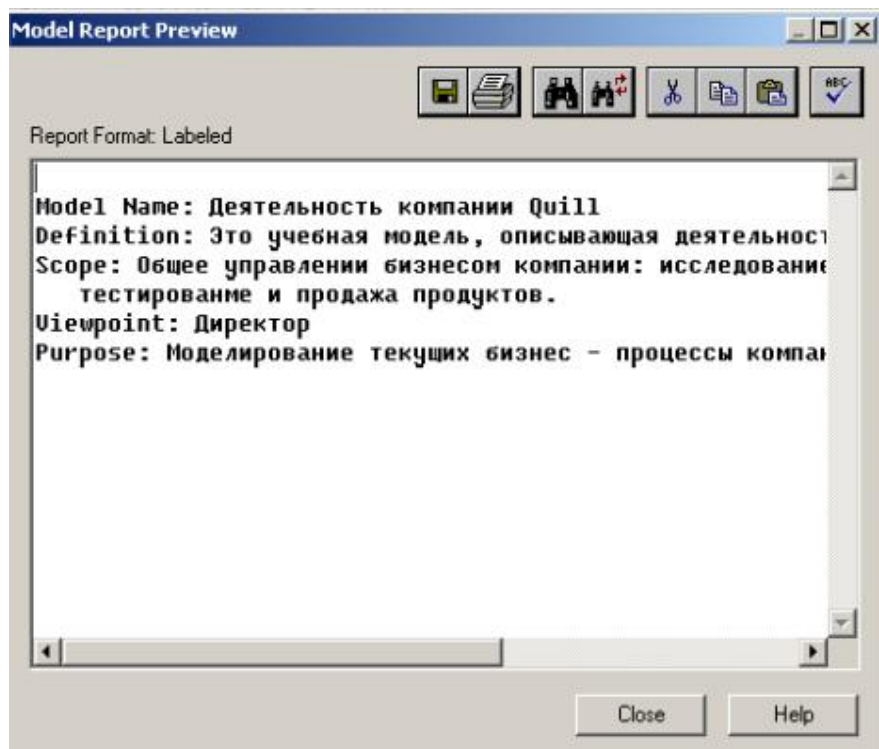 Model Report Preview
ABC
Report Format: Labeled
Model Name: Деятельность компании Quill
Definition: Это учебная модель, описывающая деятельност
Scope: Общее управлении бизнесом компании: исследование
тестированме и продажа продуктов.
Viewpoint: Директор
Purpose: Моделирование текущих бизнес - процессы компан
Close
Help